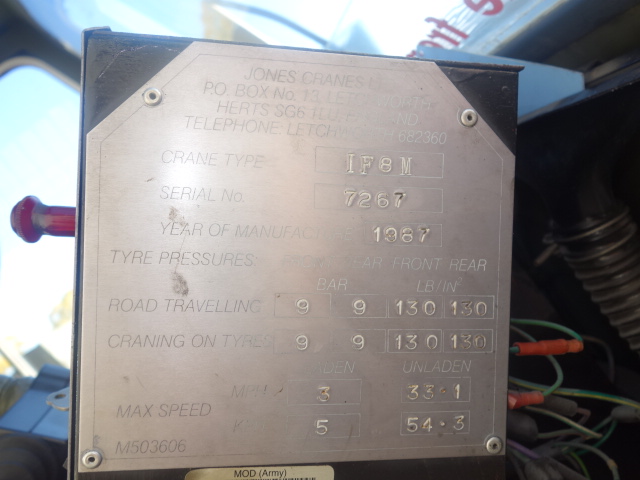 JONES CRANES
P.O. BOX No. 13,
HERTS SG6
TELEPHONE: 682360
CRANE TYPE IF8M
SERIAL No. 7267
YEAR OF 1987
TYRE PRESSURES: FRONT REAR
BAR LB/IN²
ROAD TRAVELLING 9 9 130 130
CRANING ON TYRES 9 9 130 130
UNLADEN
MPH 3 33·1
MAX SPEED
5 54·3
M503606
MOD (Army)